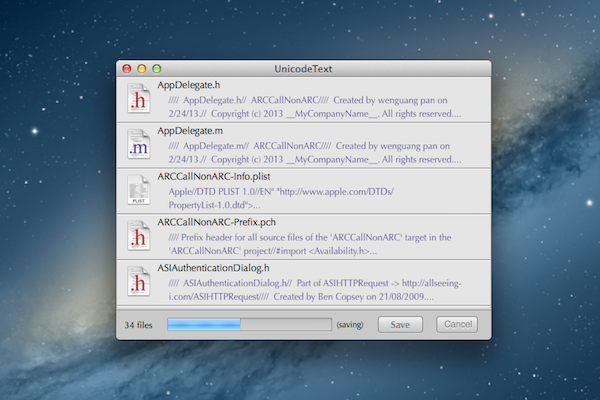 UnicodeText
AppDelegate.h
//// AppDelegate.h// ARCCallNonARC//// Created by wenguang pan on
2/24/13.// Copyright (c) 2013 __MyCompanyName__. All rights reserved....
AppDelegate.m
//// AppDelegate.m// ARCCallNonARC//// Created by wenguang pan on
2/24/13.// Copyright (c) 2013 __MyCompanyName__. All rights reserved....
ARCCallNonARC-Info.plist
Apple//DTD PLIST 1.0//EN" "http://www.apple.com/DTDs/
PropertyList-1.0.dtd">...
ARCCallNonARC-Prefix.pch
//// Prefix header for all source files of the 'ARCCallNonARC' target in the
'ARCCallNonARC' project//#import <Availability.h>...
ASIAuthenticationDialog.h
//// ASIAuthenticationDialog.h// Part of ASIHTTPRequest -> http://allseeing-
i.com/ASIHTTPRequest//// Created by Ben Copsey on 21/08/2009....
.h
.m
PLIST
.h
.h
34 files
(saving)
Save
Cancel